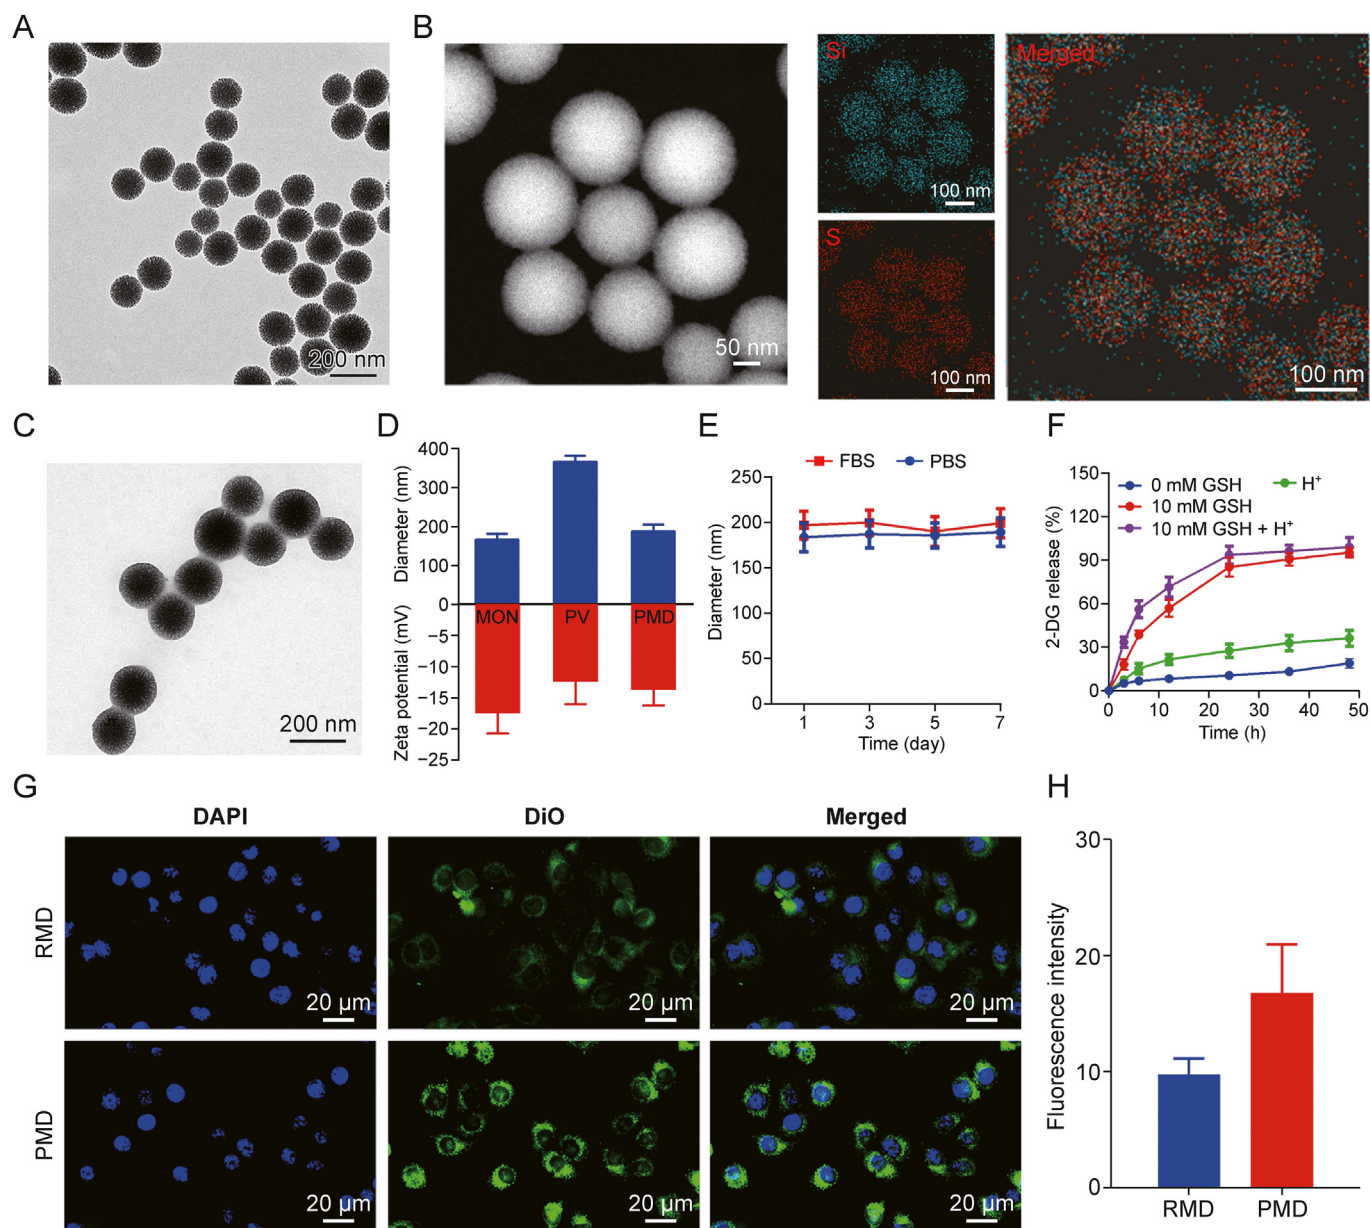 A
200 nm
B
50 nm
Si
100 nm
S
100 nm
Merged
100 nm
C
200 nm
D
Diameter (nm)
Zeta potential (mV)
400
300
200
100
0
−5
−10
−15
−20
−25
MON
PV
PMD
E
FBS
PBS
Diameter (nm)
250
200
150
100
50
0
1
3
5
7
Time (day)
F
0 mM GSH
H⁺
10 mM GSH
10 mM GSH + H⁺
2-DG release (%)
150
120
90
60
30
0
0
10
20
30
40
50
Time (h)
G
DAPI
DiO
Merged
RMD
20 μm
20 μm
20 μm
PMD
20 μm
20 μm
20 μm
H
Fluorescence intensity
30
20
10
0
RMD
PMD